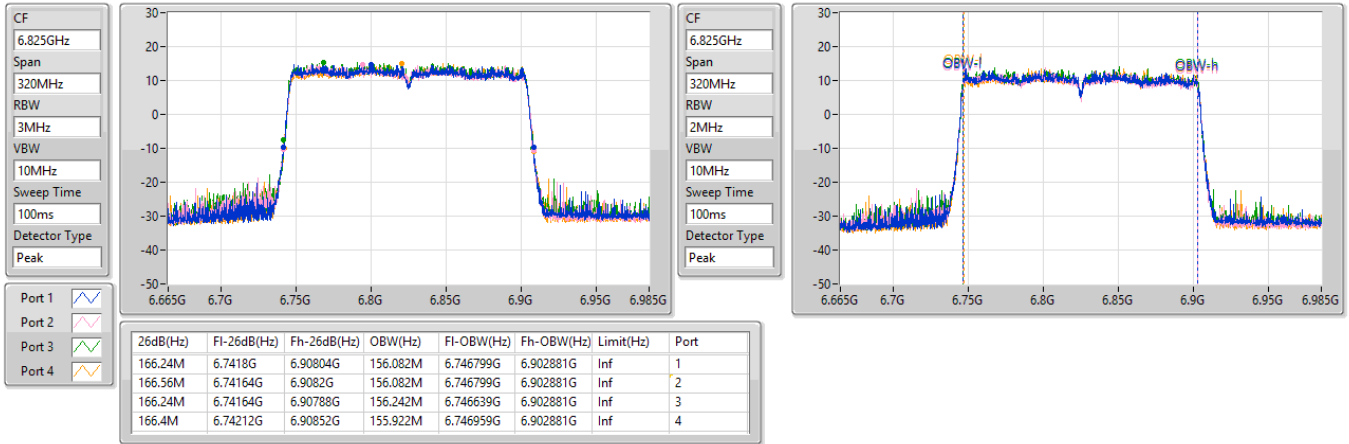 CF
6.825GHz
Span
320MHz
RBW
3MHz
VBW
10MHz
Sweep Time
100ms
Detector Type
Peak
30
20
10
0
-10
-20
-30
-40
-50
6.665G 6.7G 6.75G 6.8G 6.85G 6.9G 6.95G 6.985G
CF
6.825GHz
Span
320MHz
RBW
2MHz
VBW
10MHz
Sweep Time
100ms
Detector Type
Peak
30
20
10
0
-10
-20
-30
-40
-50
OBW-l
OBW-h
6.665G 6.7G 6.75G 6.8G 6.85G 6.9G 6.95G 6.985G
Port 1
Port 2
Port 3
Port 4
26dB(Hz) Fl-26dB(Hz) Fh-26dB(Hz) OBW(Hz) Fl-OBW(Hz) Fh-OBW(Hz) Limit(Hz) Port
166.24M 6.7418G 6.90804G 156.082M 6.746799G 6.902881G Inf 1
166.56M 6.74164G 6.9082G 156.082M 6.746799G 6.902881G Inf 2
166.24M 6.74164G 6.90788G 156.242M 6.746639G 6.902881G Inf 3
166.4M 6.74212G 6.90852G 155.922M 6.746959G 6.902881G Inf 4